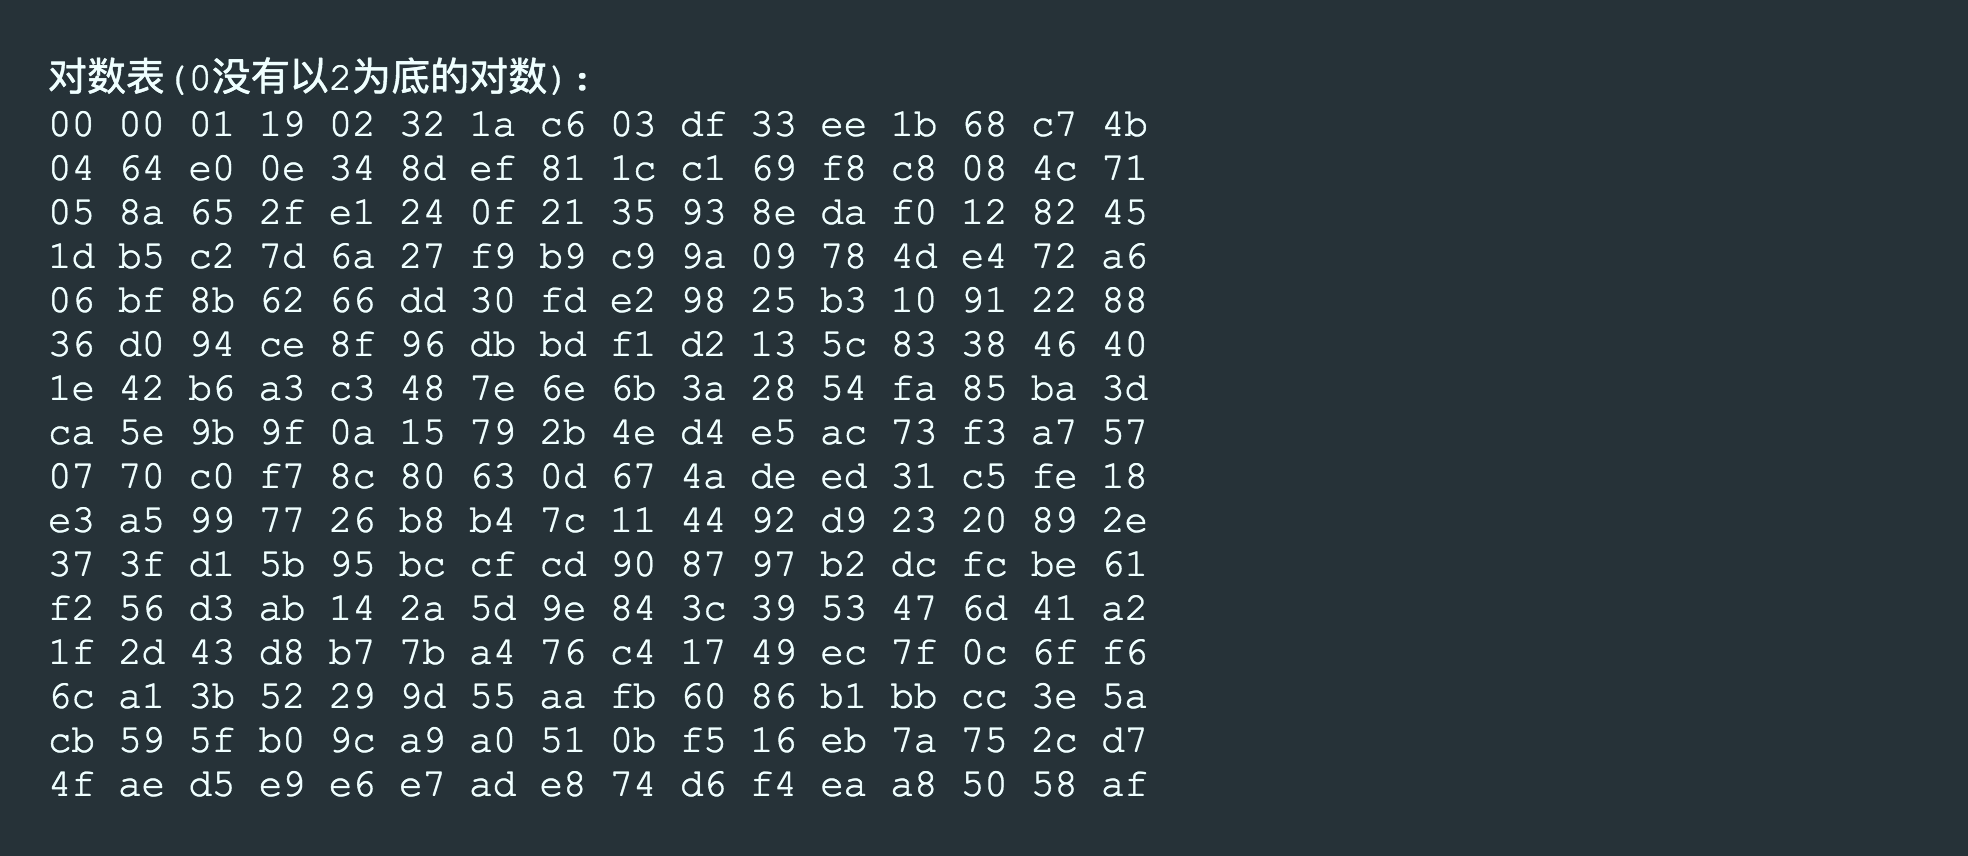 对数表(0没有以2为底的对数):
00 00 01 19 02 32 1a c6 03 df 33 ee 1b 68 c7 4b
04 64 e0 0e 34 8d ef 81 1c c1 69 f8 c8 08 4c 71
05 8a 65 2f e1 24 0f 21 35 93 8e da f0 12 82 45
1d b5 c2 7d 6a 27 f9 b9 c9 9a 09 78 4d e4 72 a6
06 bf 8b 62 66 dd 30 fd e2 98 25 b3 10 91 22 88
36 d0 94 ce 8f 96 db bd f1 d2 13 5c 83 38 46 40
1e 42 b6 a3 c3 48 7e 6e 6b 3a 28 54 fa 85 ba 3d
ca 5e 9b 9f 0a 15 79 2b 4e d4 e5 ac 73 f3 a7 57
07 70 c0 f7 8c 80 63 0d 67 4a de ed 31 c5 fe 18
e3 a5 99 77 26 b8 b4 7c 11 44 92 d9 23 20 89 2e
37 3f d1 5b 95 bc cf cd 90 87 97 b2 dc fc be 61
f2 56 d3 ab 14 2a 5d 9e 84 3c 39 53 47 6d 41 a2
1f 2d 43 d8 b7 7b a4 76 c4 17 49 ec 7f 0c 6f f6
6c a1 3b 52 29 9d 55 aa fb 60 86 b1 bb cc 3e 5a
cb 59 5f b0 9c a9 a0 51 0b f5 16 eb 7a 75 2c d7
4f ae d5 e9 e6 e7 ad e8 74 d6 f4 ea a8 50 58 af